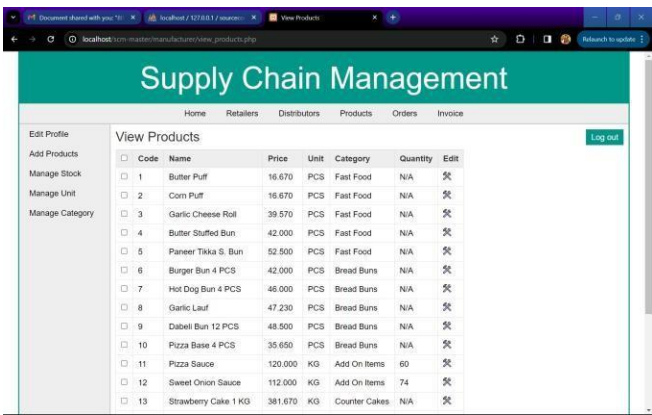 Document shared with you: "
localhost / 127.0.0.1 / sourcec
View Products
localhost/scm-master/manufacturer/view_products.php
Relaunch to update
Supply Chain Management
Home Retailers Distributors Products Orders Invoice
Edit Profile
Add Products
Manage Stock
Manage Unit
Manage Category
View Products
Log out
Code Name Price Unit Category Quantity Edit
1 Butter Puff 16.670 PCS Fast Food N/A
2 Corn Puff 16.670 PCS Fast Food N/A
3 Garlic Cheese Roll 39.570 PCS Fast Food N/A
4 Butter Stuffed Bun 42.000 PCS Fast Food N/A
5 Paneer Tikka S. Bun 52.500 PCS Fast Food N/A
6 Burger Bun 4 PCS 42.000 PCS Bread Buns N/A
7 Hot Dog Bun 4 PCS 46.000 PCS Bread Buns N/A
8 Garlic Lauf 47.230 PCS Bread Buns N/A
9 Dabeli Bun 12 PCS 48.500 PCS Bread Buns N/A
10 Pizza Base 4 PCS 35.650 PCS Bread Buns N/A
11 Pizza Sauce 120.000 KG Add On Items 60
12 Sweet Onion Sauce 112.000 KG Add On Items 74
13 Strawberry Cake 1 KG 381.670 KG Counter Cakes N/A